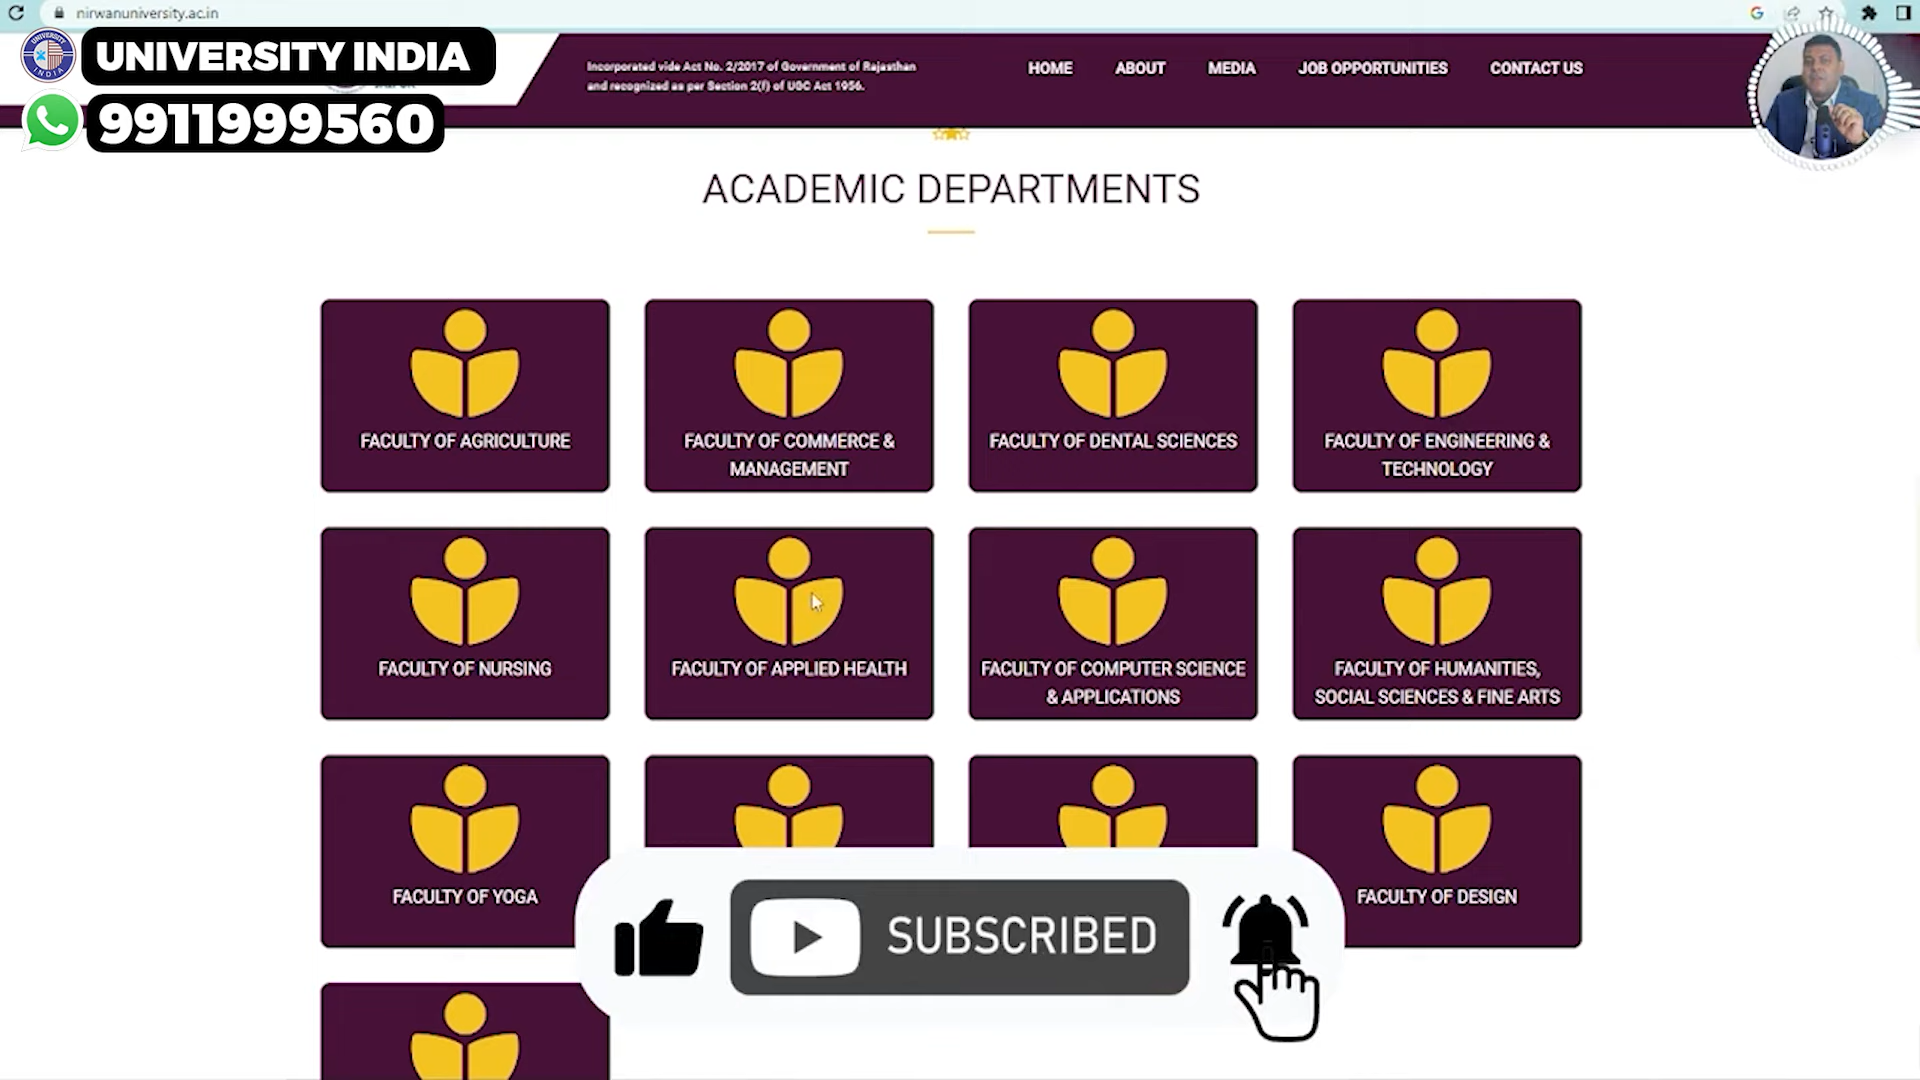 nirwanuniversity.ac.in
UNIVERSITY INDIA
9911999560
Incorporated vide Act No. 2/2017 of Government of Rajasthan
and recognized as per Section 2(f) of UGC Act 1956.
HOME
ABOUT
MEDIA
JOB OPPORTUNITIES
CONTACT US
ACADEMIC DEPARTMENTS
FACULTY OF AGRICULTURE
FACULTY OF COMMERCE &
MANAGEMENT
FACULTY OF DENTAL SCIENCES
FACULTY OF ENGINEERING &
TECHNOLOGY
FACULTY OF NURSING
FACULTY OF APPLIED HEALTH
FACULTY OF COMPUTER SCIENCE
& APPLICATIONS
FACULTY OF HUMANITIES,
SOCIAL SCIENCES & FINE ARTS
FACULTY OF YOGA
FACULTY OF DESIGN
SUBSCRIBED